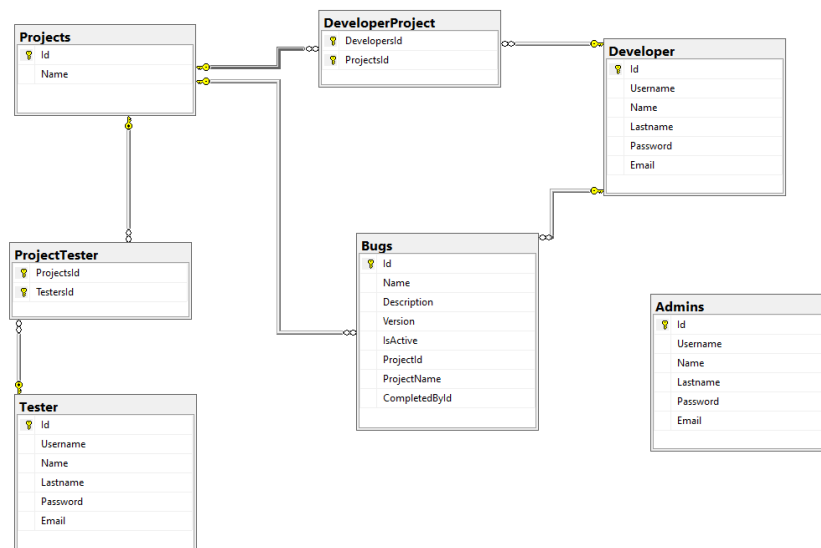 Projects
Id
Name
DeveloperProject
DevelopersId
ProjectsId
Developer
Id
Username
Name
Lastname
Password
Email
ProjectTester
ProjectsId
TestersId
Bugs
Id
Name
Description
Version
IsActive
ProjectId
ProjectName
CompletedById
Admins
Id
Username
Name
Lastname
Password
Email
Tester
Id
Username
Name
Lastname
Password
Email